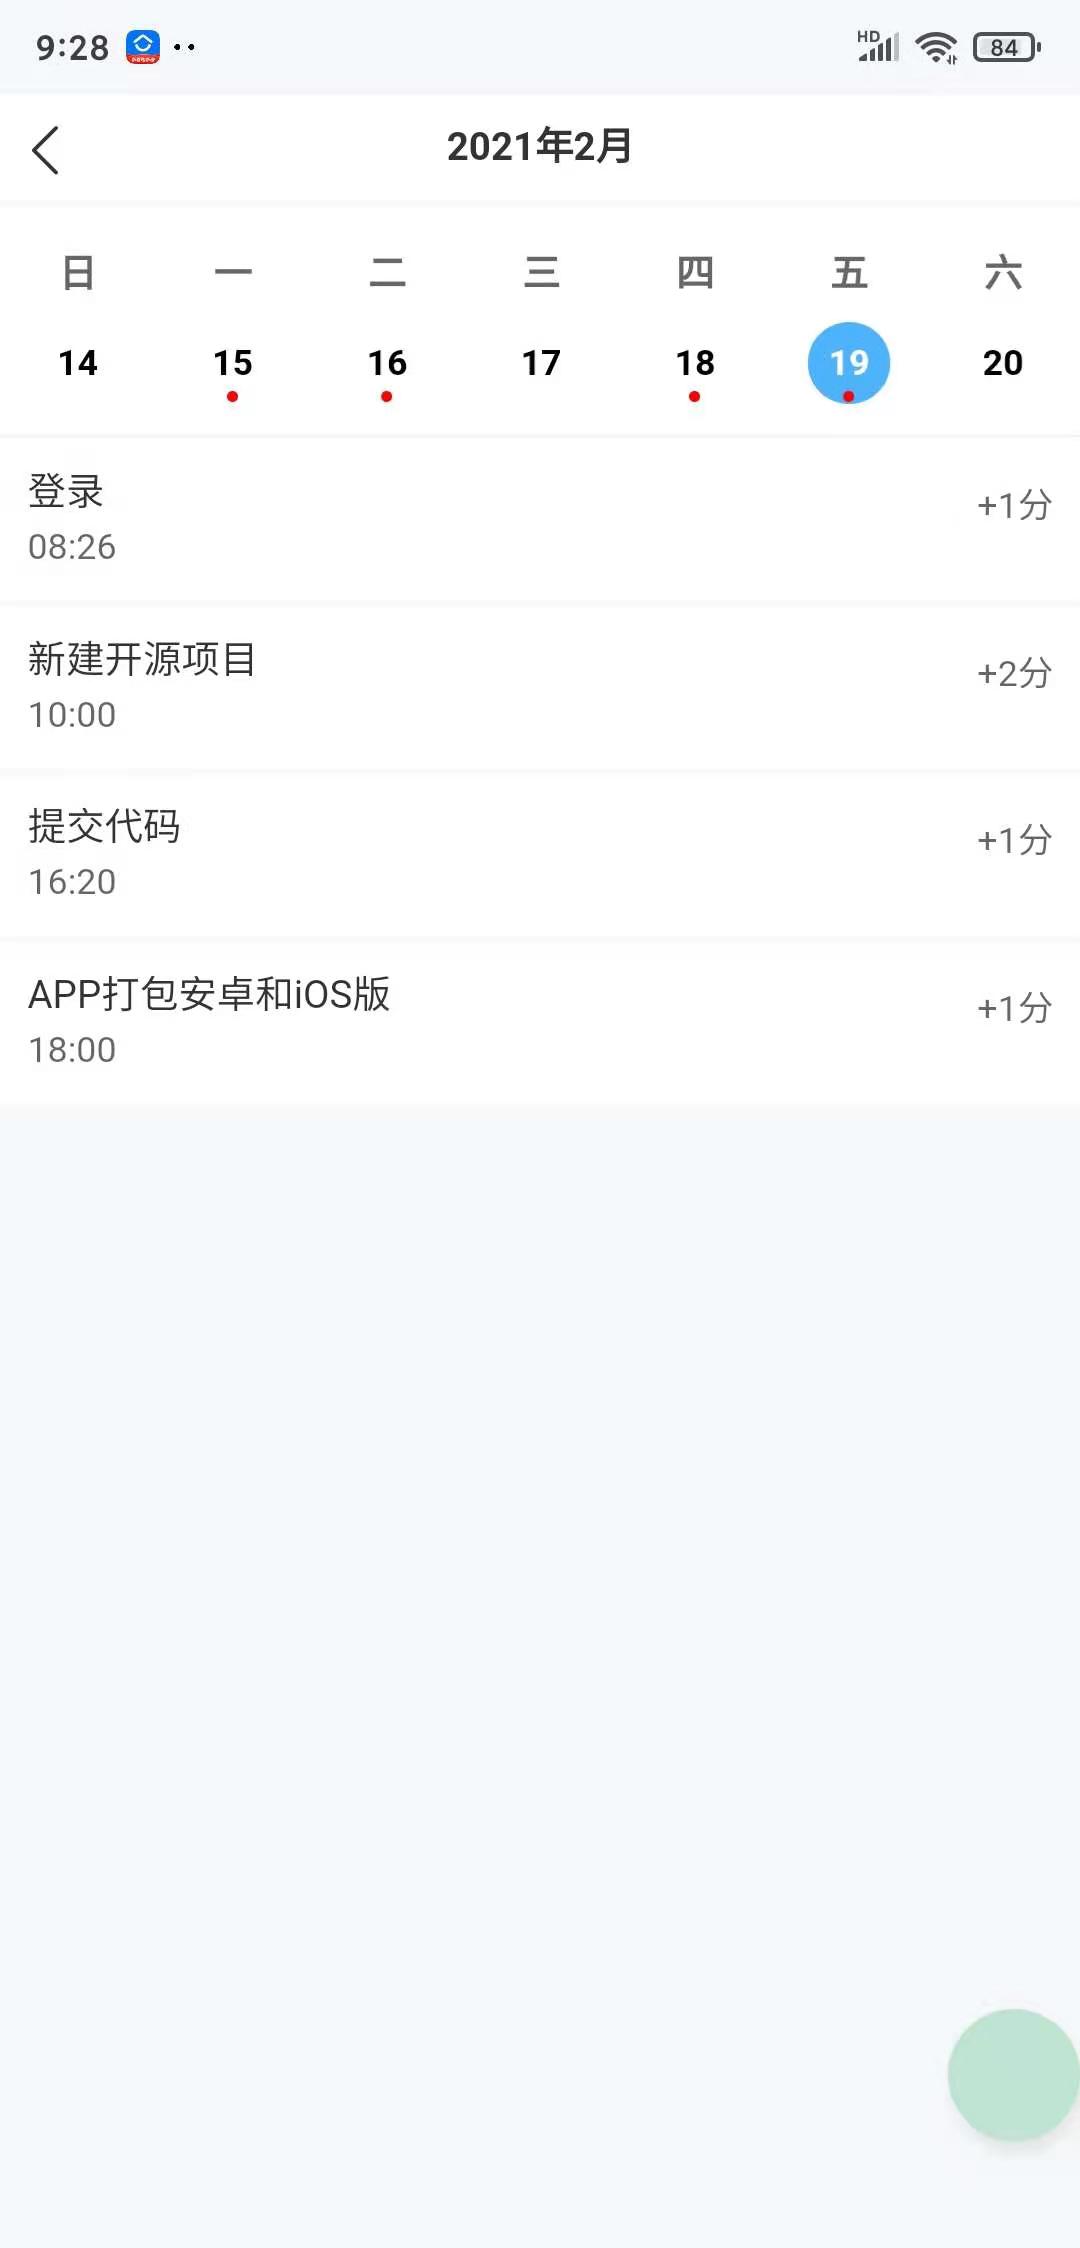 9:28
HD
84
2021年2月
日 一 二 三 四 五 六
14 15 16 17 18 19 20
登录
+1分
08:26
新建开源项目
+2分
10:00
提交代码
+1分
16:20
APP打包安卓和iOS版
+1分
18:00